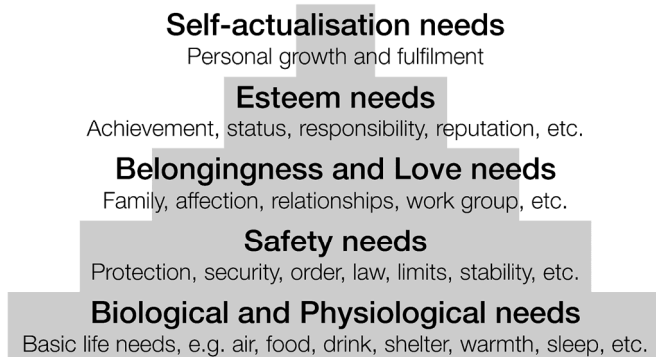 Self-actualisation needs
Personal growth and fulfilment
Esteem needs
Achievement, status, responsibility, reputation, etc.
Belongingness and Love needs
Family, affection, relationships, work group, etc.
Safety needs
Protection, security, order, law, limits, stability, etc.
Biological and Physiological needs
Basic life needs, e.g. air, food, drink, shelter, warmth, sleep, etc.